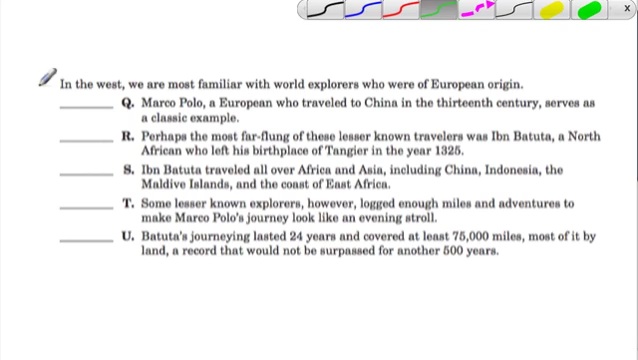 In the west, we are most familiar with world explorers who were of European origin.
Q. Marco Polo, a European who traveled to China in the thirteenth century, serves as
a classic example.
R. Perhaps the most far-flung of these lesser known travelers was Ibn Batuta, a North
African who left his birthplace of Tangier in the year 1325.
S. Ibn Batuta traveled all over Africa and Asia, including China, Indonesia, the
Maldive Islands, and the coast of East Africa.
T. Some lesser known explorers, however, logged enough miles and adventures to
make Marco Polo's journey look like an evening stroll.
U. Batuta's journeying lasted 24 years and covered at least 75,000 miles, most of it by
land, a record that would not be surpassed for another 500 years.